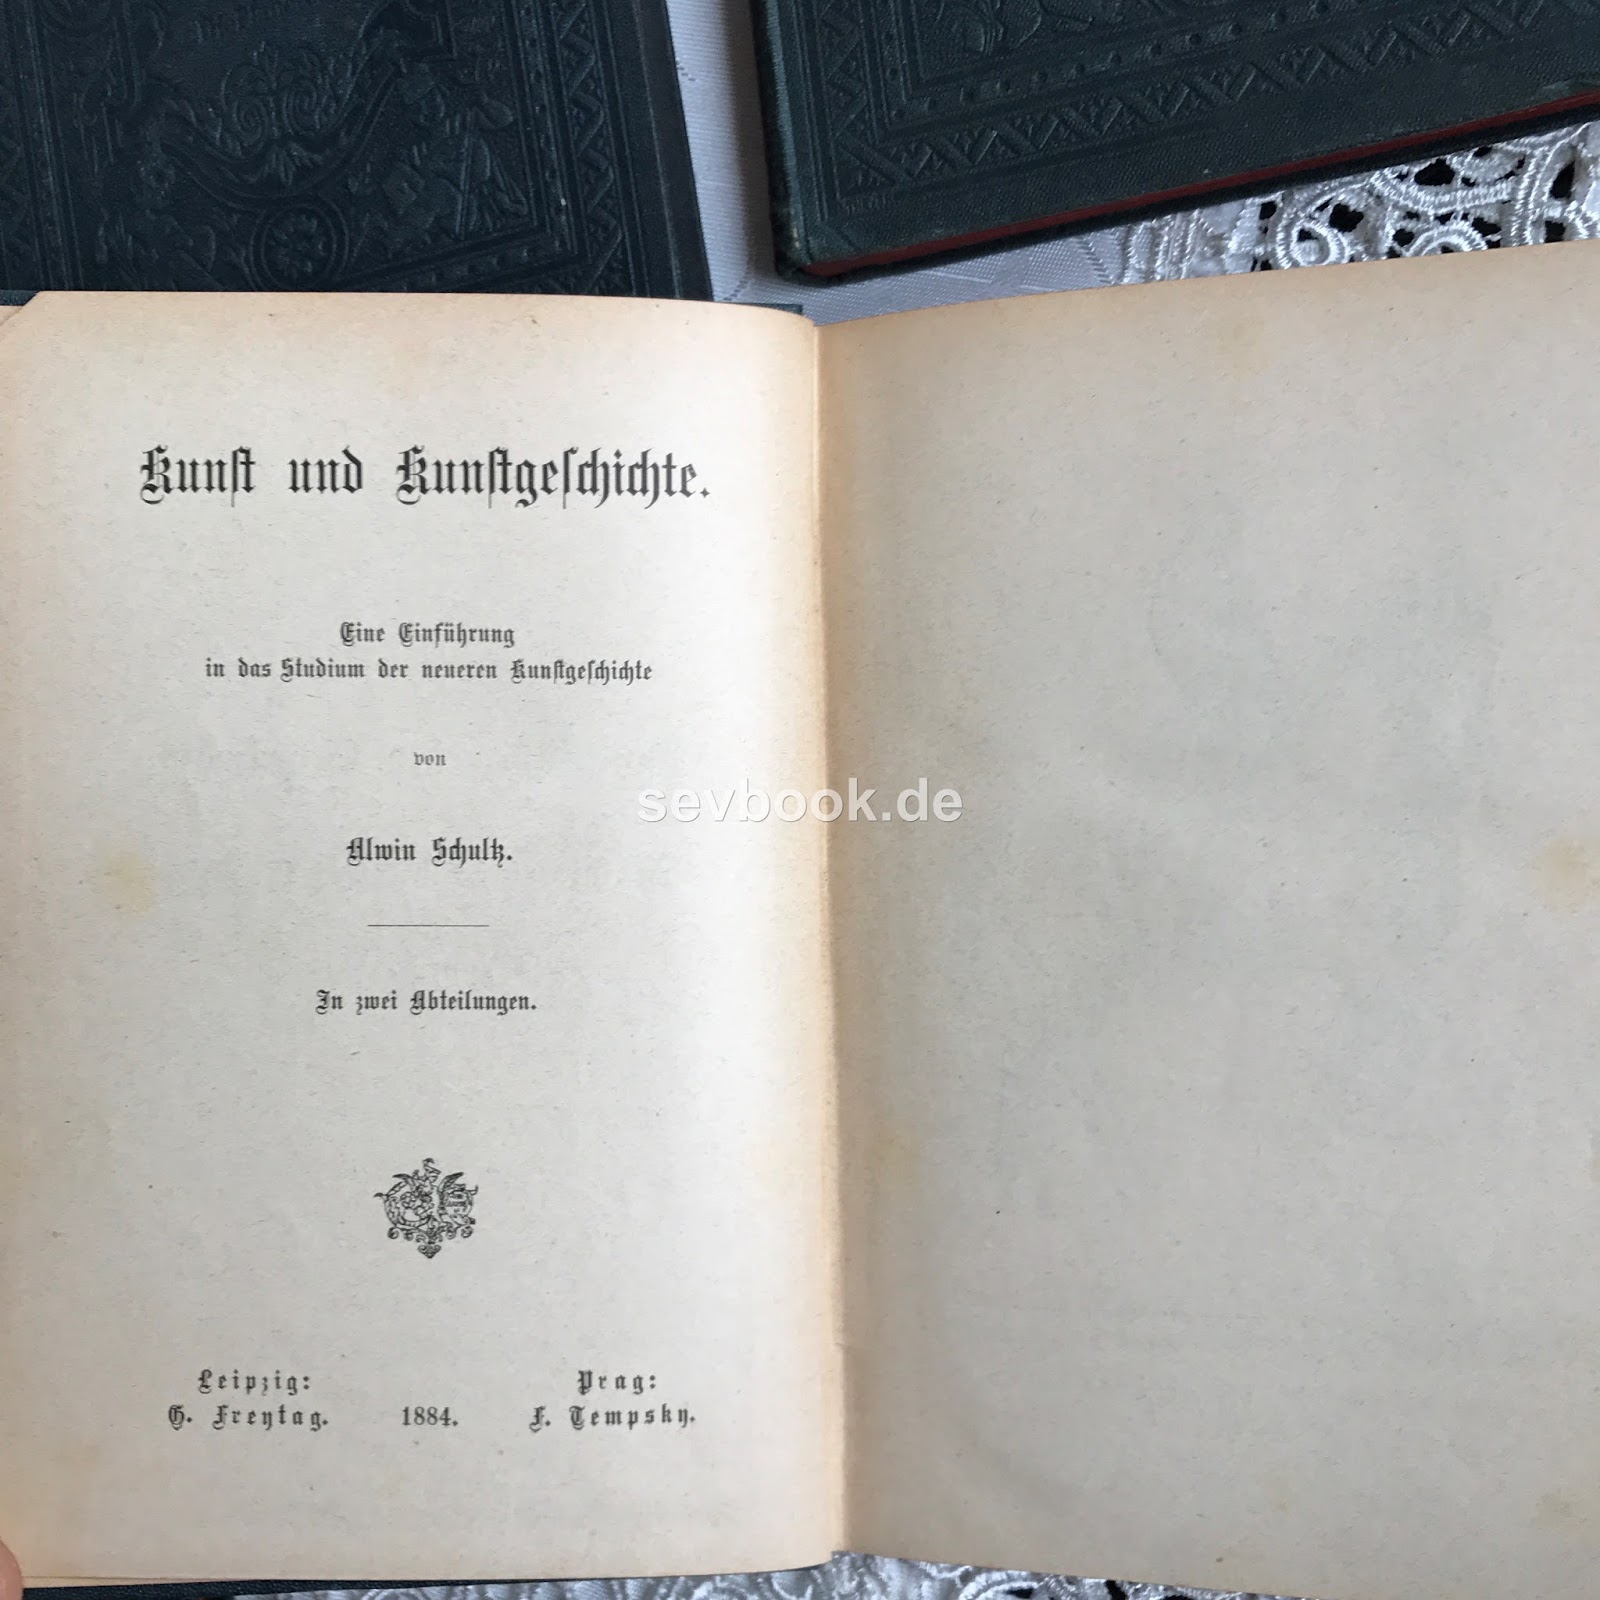 Kunst und Kunstgeschichte.
Eine Einführung
in das Studium der neueren Kunstgeschichte
von
Alwin Schultz.
In zwei Abteilungen.
Leipzig:
G. Freytag.
1884.
Prag:
F. Tempsky.
sevbook.de